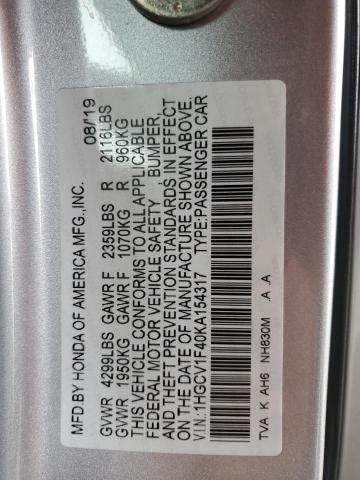 MFD BY HONDA OF AMERICA MFG.,INC. 08/19
GVWR 4299LBS GAWR F 2359LBS R 2116LBS
GVWR 1950KG GAWR F 1070KG R 960KG
THIS VEHICLE CONFORMS TO ALL APPLICABLE
FEDERAL MOTOR VEHICLE SAFETY BUMPER,
AND THEFT PREVENTION STANDARDS IN EFFECT
ON THE DATE OF MANUFACTURE SHOWN ABOVE.
V.I.N.:1HGCV1F40KA154317 TYPE:PASSENGER CAR
TVA K AH6 NH830M .A .A